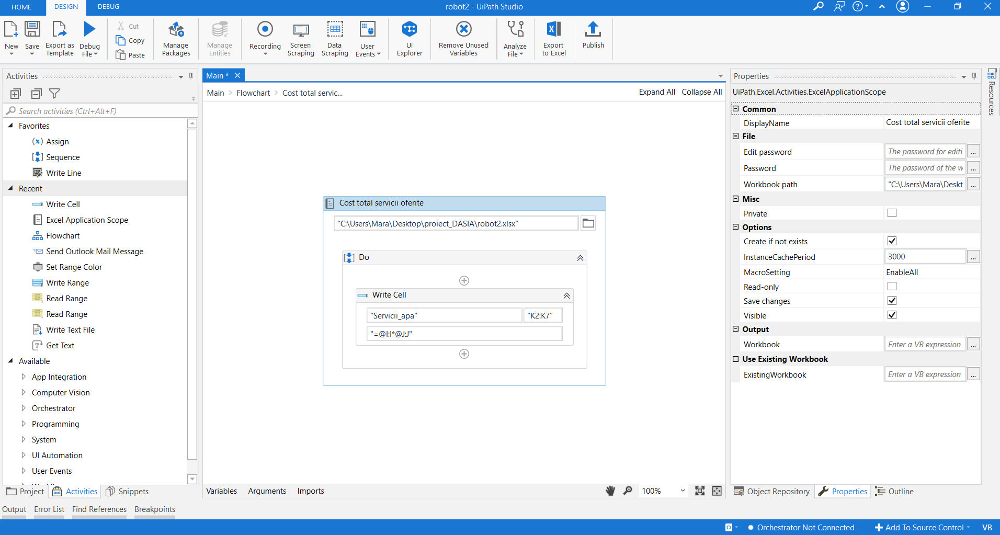 HOME DESIGN DEBUG robot2 - UiPath Studio
New
Save
Export as Template
Debug File
Cut
Copy
Paste
Manage Packages
Manage Entities
Recording
Screen Scraping
Data Scraping
User Events
UI Explorer
Remove Unused Variables
Analyze File
Export to Excel
Publish
Activities
Search activities (Ctrl+Alt+F)
Favorites
Assign
Sequence
Write Line
Recent
Write Cell
Excel Application Scope
Flowchart
Send Outlook Mail Message
Set Range Color
Write Range
Read Range
Read Range
Write Text File
Get Text
Available
App Integration
Computer Vision
Orchestrator
Programming
System
UI Automation
User Events
Project Activities Snippets
Main *
Main > Flowchart > Cost total servic...
Expand All Collapse All
Cost total servicii oferite
"C:\Users\Mara\Desktop\proiect_DASIA\robot2.xlsx"
Do
Write Cell
"Servicii_apa" "K2:K7"
"=@I:I*@J:J"
Variables Arguments Imports
100%
Properties
UiPath.Excel.Activities.ExcelApplicationScope
Common
DisplayName Cost total servicii oferite
File
Edit password The password for editi ...
Password The password of the w ...
Workbook path "C:\Users\Mara\Deskt ...
Misc
Private
Options
Create if not exists
InstanceCachePeriod 3000 ...
MacroSetting EnableAll
Read-only
Save changes
Visible
Output
Workbook Enter a VB expression ...
Use Existing Workbook
ExistingWorkbook Enter a VB expression ...
Object Repository Properties Outline
Resources
Output Error List Find References Breakpoints
Orchestrator Not Connected Add To Source Control VB